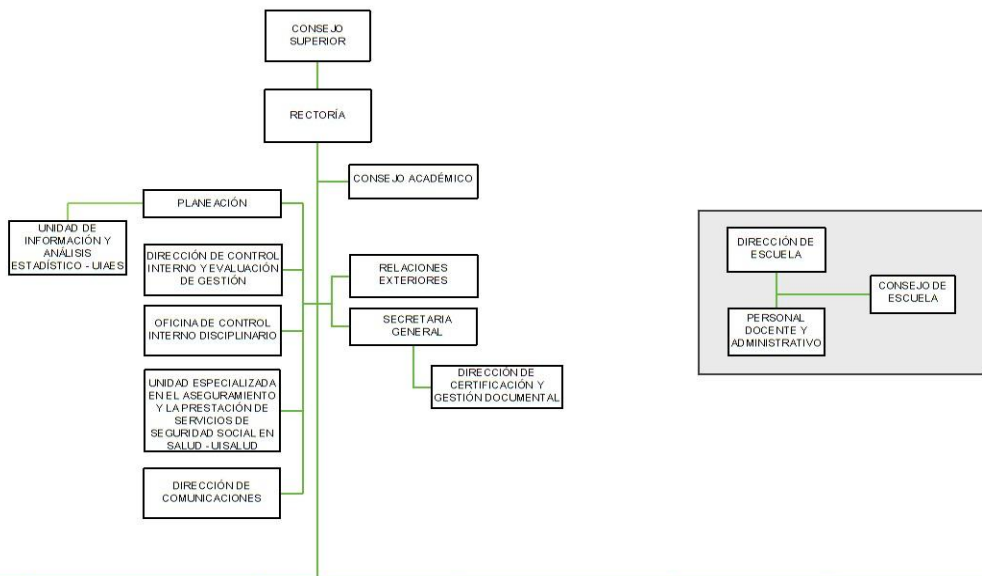 CONSEJO
SUPERIOR
RECTORÍA
CONSEJO ACADÉMICO
PLANEACIÓN
UNIDAD DE
INFORMACIÓN Y
ANÁLISIS
ESTADÍSTICO - UIAES
DIRECCIÓN DE CONTROL
INTERNO Y EVALUACIÓN
DE GESTIÓN
RELACIONES
EXTERIORES
OFICINA DE CONTROL
INTERNO DISCIPLINARIO
SECRETARIA
GENERAL
DIRECCIÓN DE
CERTIFICACIÓN Y
GESTIÓN DOCUMENTAL
UNIDAD ESPECIALIZADA
EN EL ASEGURAMIENTO
Y LA PRESTACIÓN DE
SERVICIOS DE
SEGURIDAD SOCIAL EN
SALUD - UISALUD
DIRECCIÓN DE
COMUNICACIONES
DIRECCIÓN DE
ESCUELA
CONSEJO DE
ESCUELA
PERSONAL
DOCENTE Y
ADMINISTRATIVO